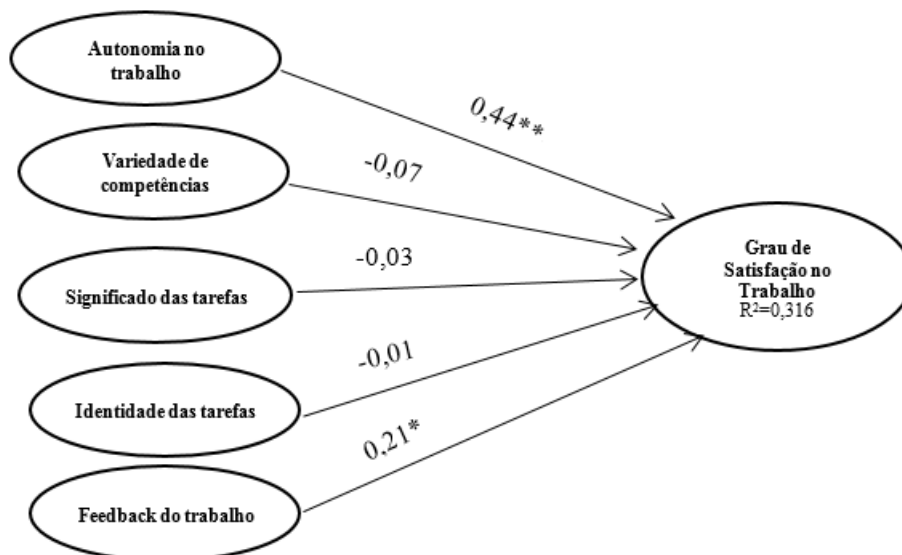 Autonomia no
trabalho
0,44**
Variedade de
competências
-0,07
Significado das tarefas
-0,03
Identidade das tarefas
-0,01
Feedback do trabalho
0,21*
Grau de
Satisfação no
Trabalho
R²=0,316